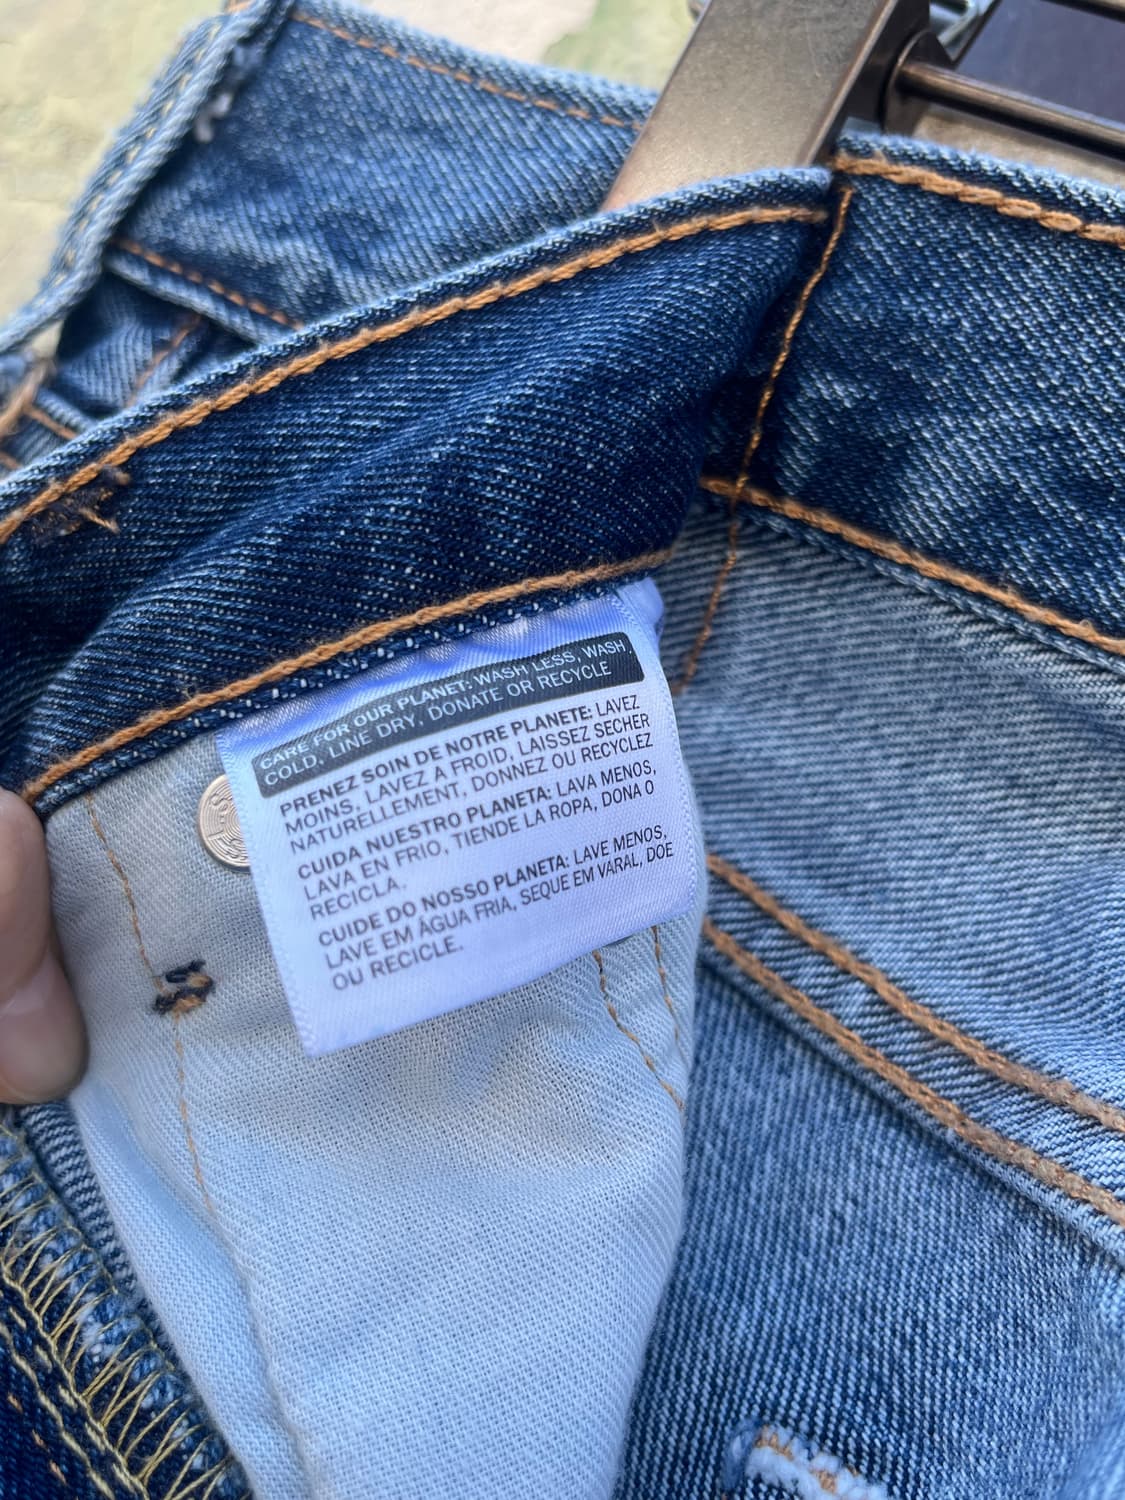 CARE FOR OUR PLANET: WASH LESS, WASH
COLD, LINE DRY, DONATE OR RECYCLE
PRENEZ SOIN DE NOTRE PLANETE: LAVEZ
MOINS, LAVEZ A FROID, LAISSEZ SECHER
NATURELLEMENT, DONNEZ OU RECYCLEZ
CUIDA NUESTRO PLANETA: LAVA MENOS,
LAVA EN FRIO, TIENDE LA ROPA, DONA O
RECICLA.
CUIDE DO NOSSO PLANETA: LAVE MENOS,
LAVE EM ÁGUA FRIA, SEQUE EM VARAL, DOE
OU RECICLE.